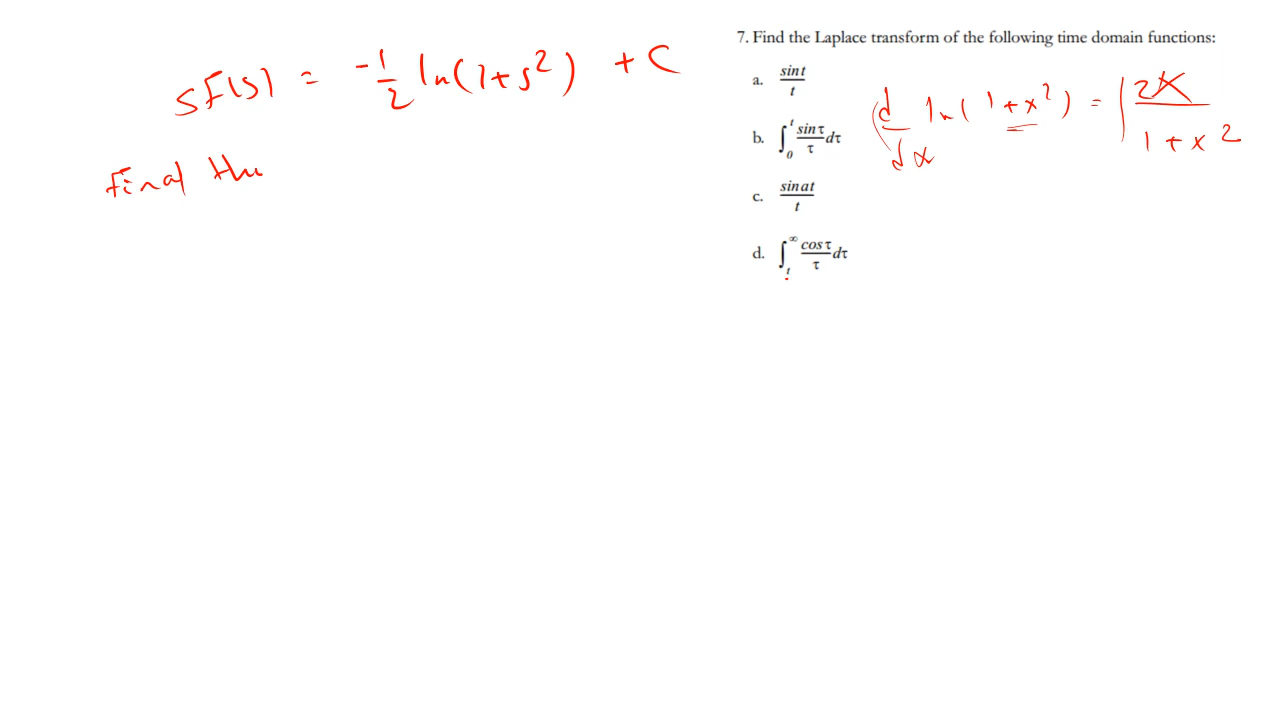 sF(s) = -1/2 ln(1+s²) + C
Final the
7. Find the Laplace transform of the following time domain functions:
a. sint/t
b. ∫₀ᵗ sinτ/τ dτ
c. sinat/t
d. ∫ₜ^∞ cosτ/τ dτ
d/dx ln(1+x²) = 2x/1+x²